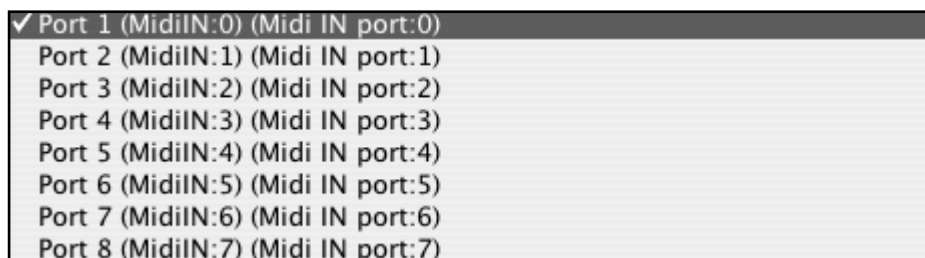 ✓ Port 1 (MidiIN:0) (Midi IN port:0)
Port 2 (MidiIN:1) (Midi IN port:1)
Port 3 (MidiIN:2) (Midi IN port:2)
Port 4 (MidiIN:3) (Midi IN port:3)
Port 5 (MidiIN:4) (Midi IN port:4)
Port 6 (MidiIN:5) (Midi IN port:5)
Port 7 (MidiIN:6) (Midi IN port:6)
Port 8 (MidiIN:7) (Midi IN port:7)